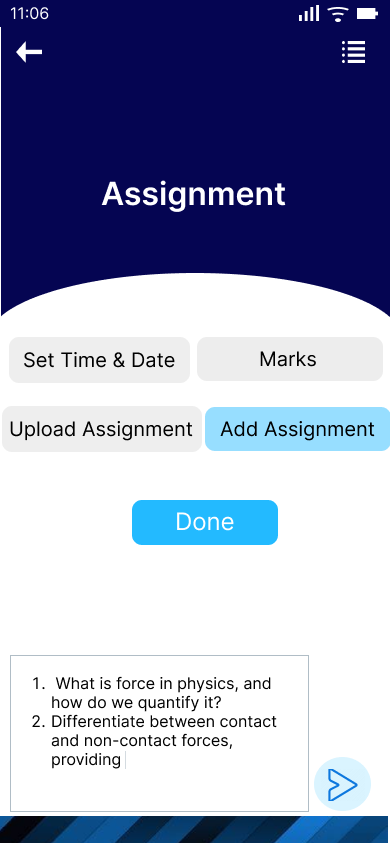 11:06
Assignment
Set Time & Date
Marks
Upload Assignment
Add Assignment
Done
1. What is force in physics, and
how do we quantify it?
2. Differentiate between contact
and non-contact forces,
providing